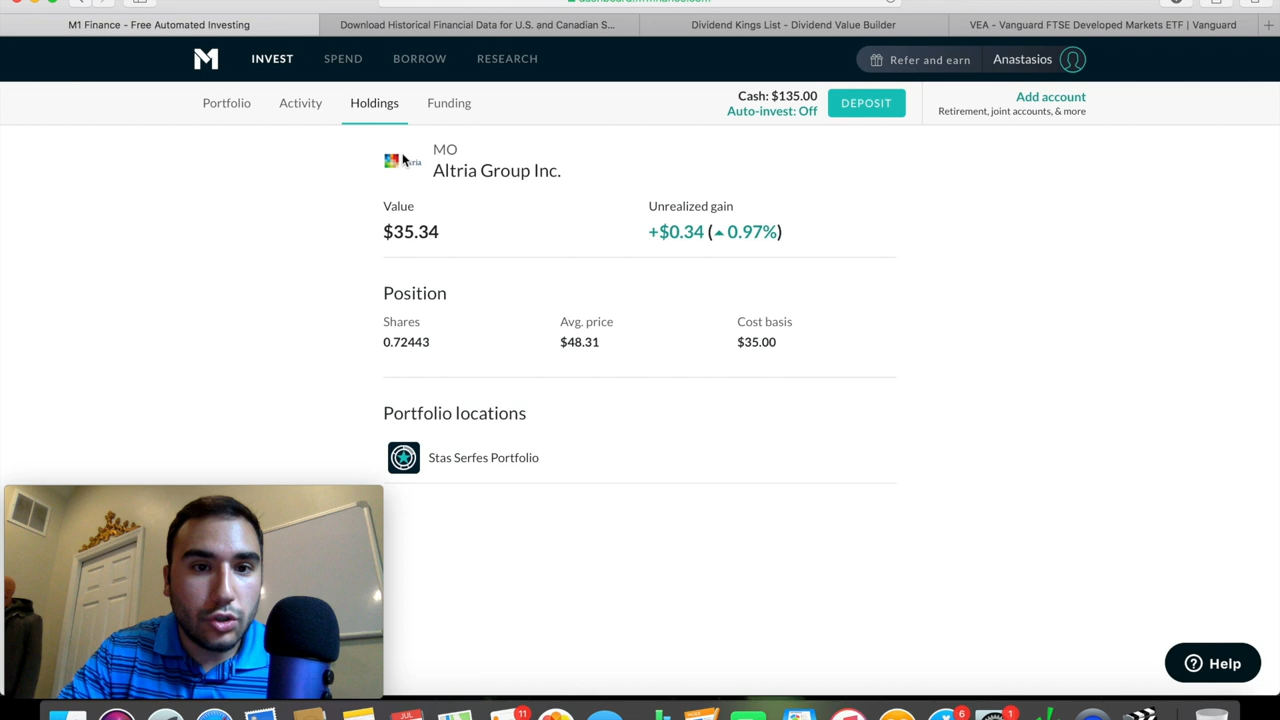 M1 Finance - Free Automated Investing
Download Historical Financial Data for U.S. and Canadian S...
Dividend Kings List - Dividend Value Builder
VEA - Vanguard FTSE Developed Markets ETF | Vanguard
INVEST SPEND BORROW RESEARCH
Refer and earn
Anastasios
Portfolio Activity Holdings Funding
Cash: $135.00
Auto-invest: Off
DEPOSIT
Add account
Retirement, joint accounts, & more
MO
Altria Group Inc.
Value
$35.34
Unrealized gain
+$0.34 (▲ 0.97%)
Position
Shares
0.72443
Avg. price
$48.31
Cost basis
$35.00
Portfolio locations
Stas Serfes Portfolio
Help
JUL
11
6
1